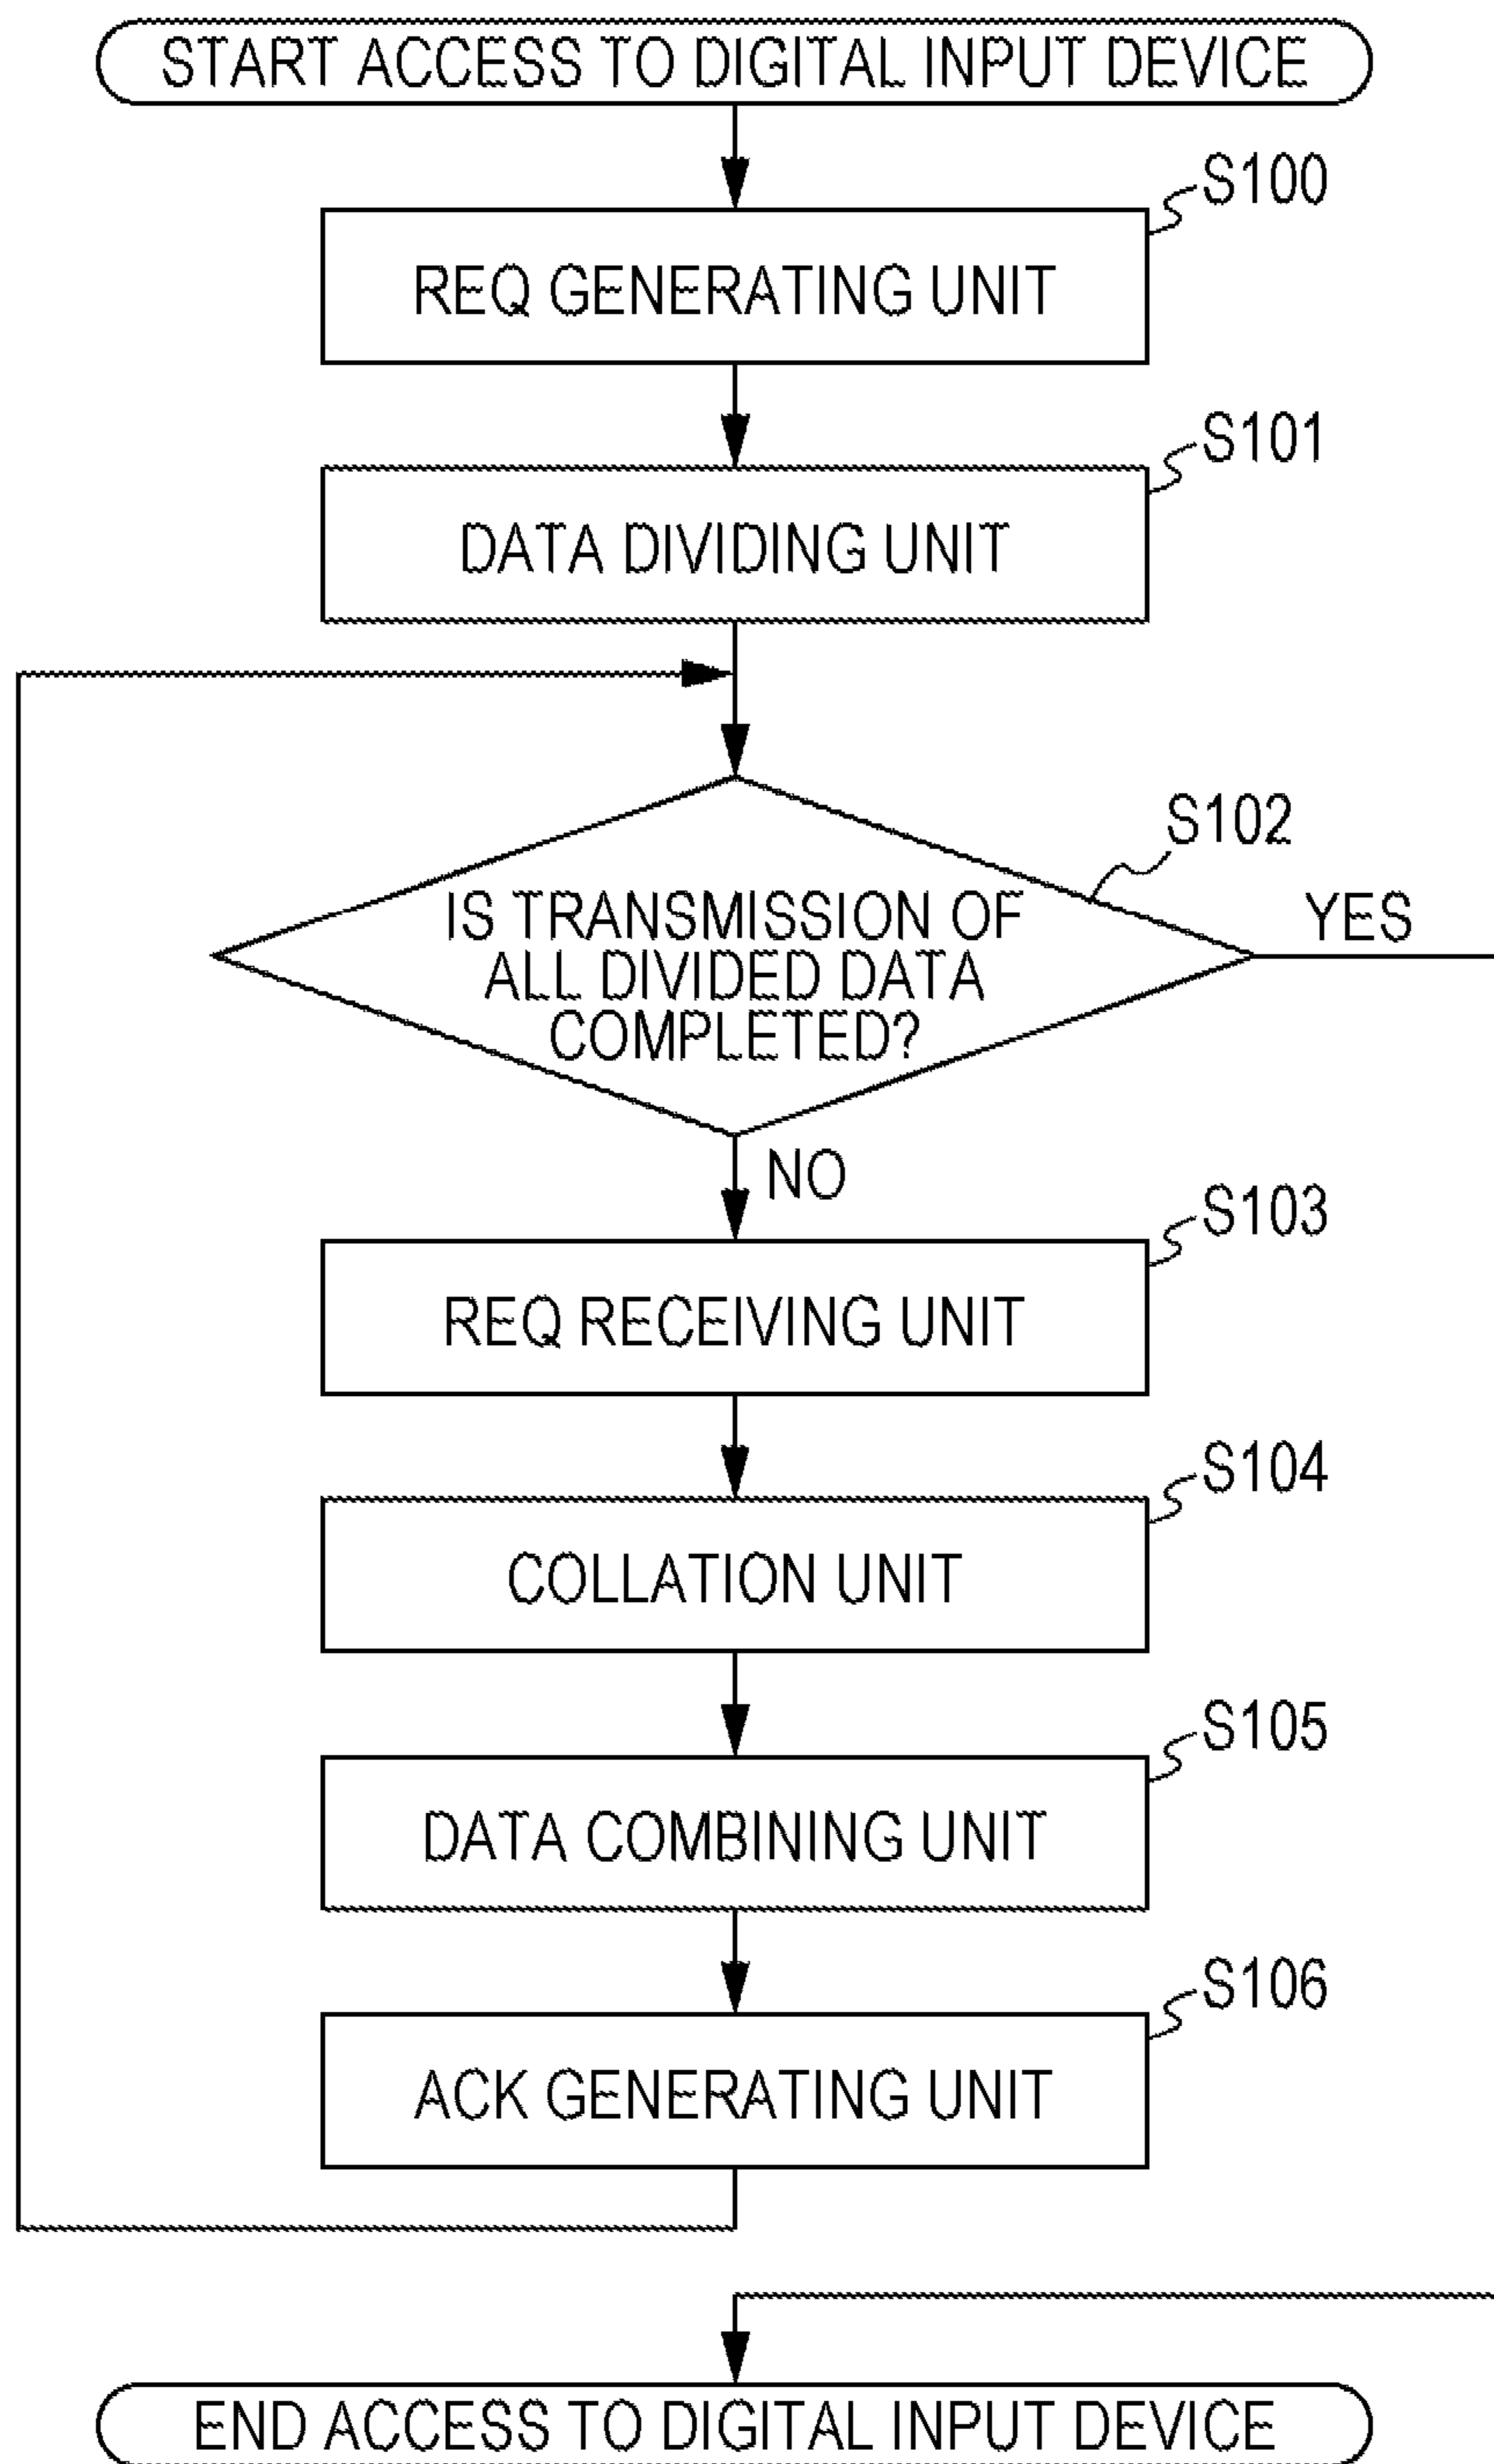 START ACCESS TO DIGITAL INPUT DEVICE
S100
REQ GENERATING UNIT
S101
DATA DIVIDING UNIT
S102
IS TRANSMISSION OF
ALL DIVIDED DATA
COMPLETED?
YES
NO
S103
REQ RECEIVING UNIT
S104
COLLATION UNIT
S105
DATA COMBINING UNIT
S106
ACK GENERATING UNIT
END ACCESS TO DIGITAL INPUT DEVICE